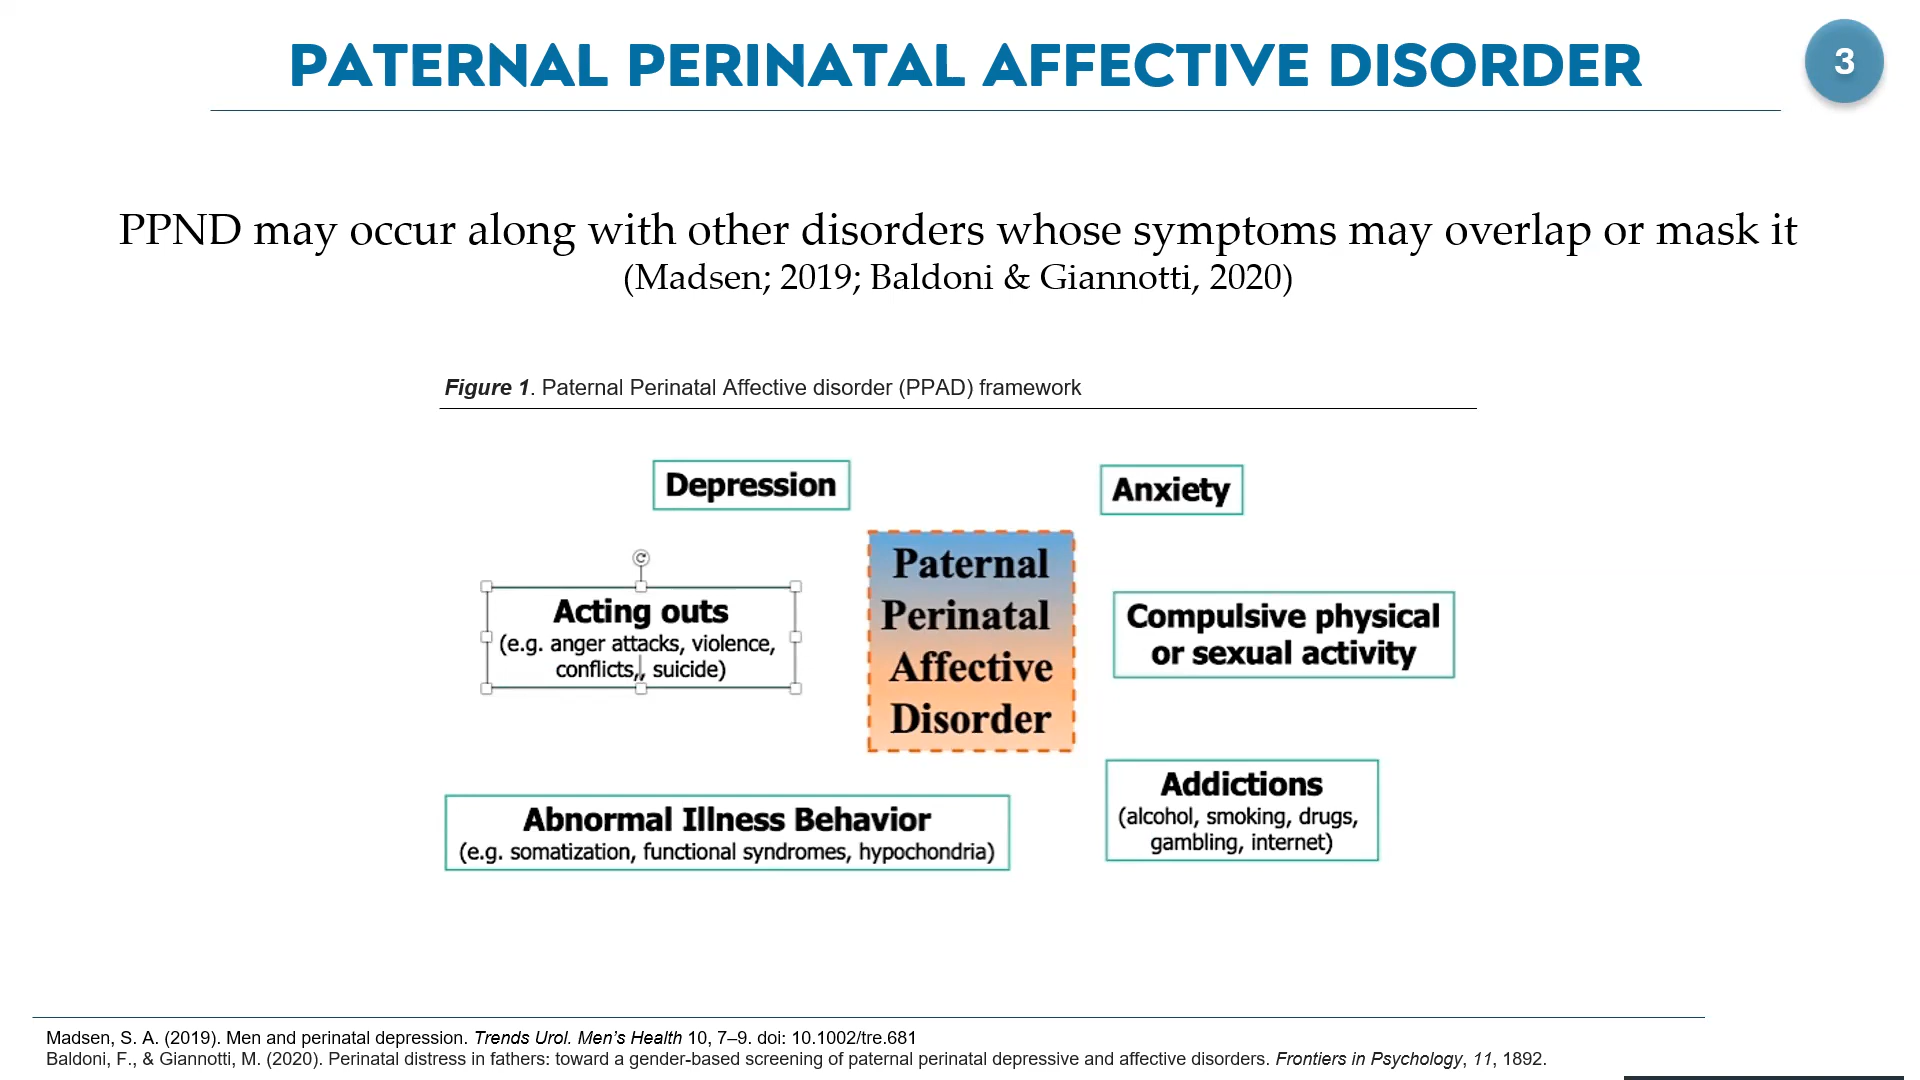 PATERNAL PERINATAL AFFECTIVE DISORDER
3
PPND may occur along with other disorders whose symptoms may overlap or mask it
(Madsen; 2019; Baldoni & Giannotti, 2020)
Figure 1. Paternal Perinatal Affective disorder (PPAD) framework
Depression
Anxiety
Paternal
Perinatal
Affective
Disorder
Acting outs
(e.g. anger attacks, violence,
conflicts,, suicide)
Compulsive physical
or sexual activity
Abnormal Illness Behavior
(e.g. somatization, functional syndromes, hypochondria)
Addictions
(alcohol, smoking, drugs,
gambling, internet)
Madsen, S. A. (2019). Men and perinatal depression. Trends Urol. Men’s Health 10, 7–9. doi: 10.1002/tre.681
Baldoni, F., & Giannotti, M. (2020). Perinatal distress in fathers: toward a gender-based screening of paternal perinatal depressive and affective disorders. Frontiers in Psychology, 11, 1892.